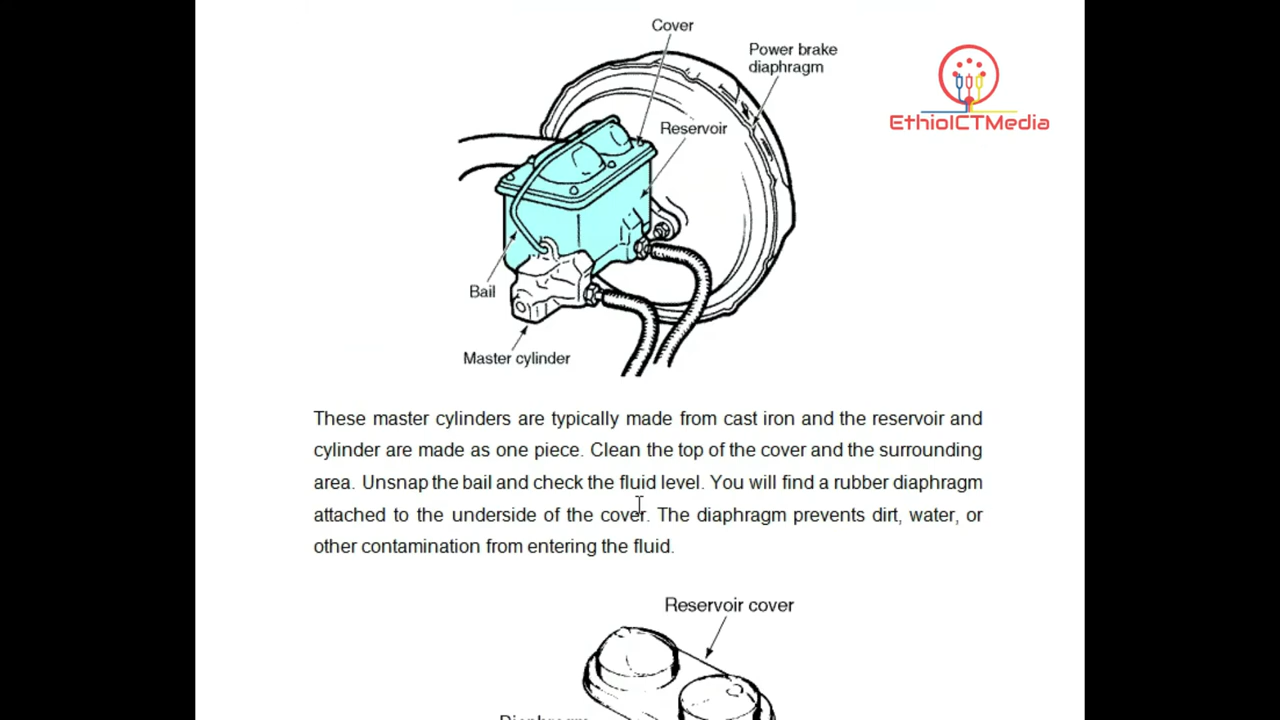 Cover
Power brake
diaphragm
EthioICTMedia
Reservoir
Bail
Master cylinder
These master cylinders are typically made from cast iron and the reservoir and
cylinder are made as one piece. Clean the top of the cover and the surrounding
area. Unsnap the bail and check the fluid level. You will find a rubber diaphragm
attached to the underside of the cover. The diaphragm prevents dirt, water, or
other contamination from entering the fluid.
Reservoir cover
Diaphragm